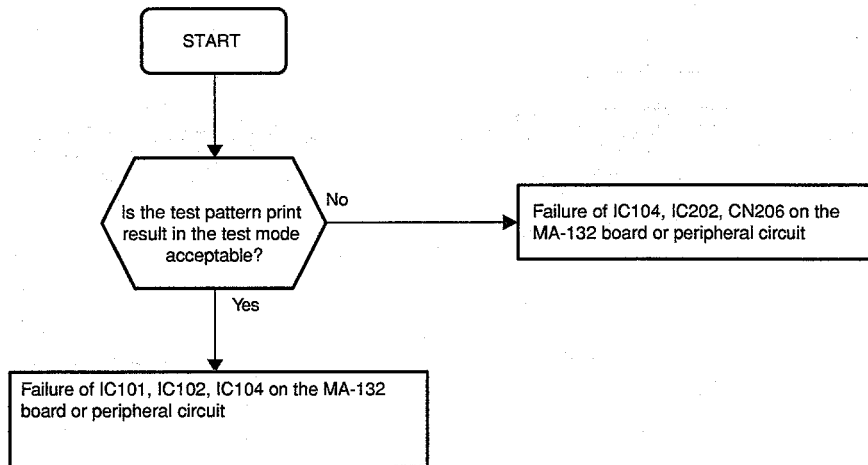 START
Is the test pattern print
result in the test mode
acceptable?
No
Failure of IC104, IC202, CN206 on the
MA-132 board or peripheral circuit
Yes
Failure of IC101, IC102, IC104 on the MA-132
board or peripheral circuit